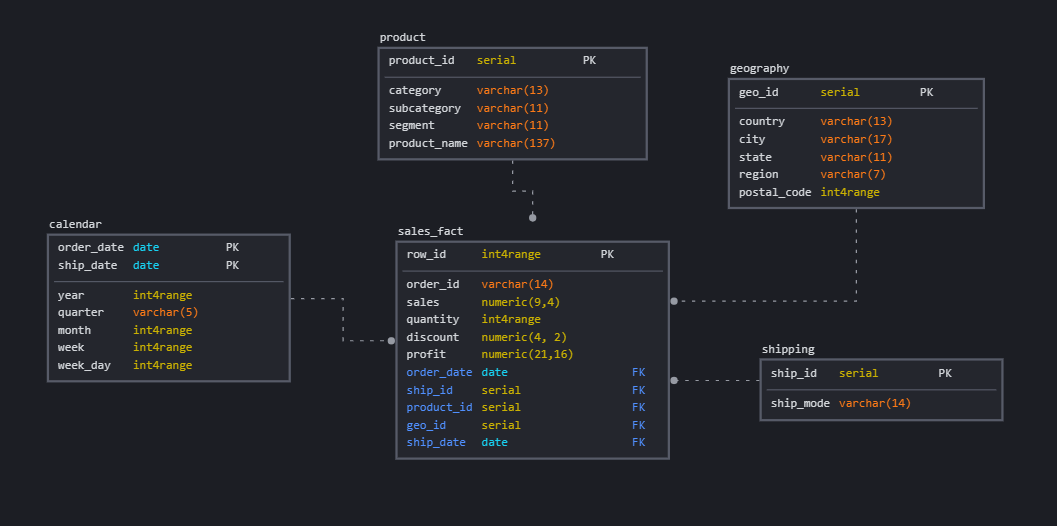 product
product_id serial PK
category varchar(13)
subcategory varchar(11)
segment varchar(11)
product_name varchar(137)
geography
geo_id serial PK
country varchar(13)
city varchar(17)
state varchar(11)
region varchar(7)
postal_code int4range
calendar
order_date date PK
ship_date date PK
year int4range
quarter varchar(5)
month int4range
week int4range
week_day int4range
sales_fact
row_id int4range PK
order_id varchar(14)
sales numeric(9,4)
quantity int4range
discount numeric(4, 2)
profit numeric(21,16)
order_date date FK
ship_id serial FK
product_id serial FK
geo_id serial FK
ship_date date FK
shipping
ship_id serial PK
ship_mode varchar(14)